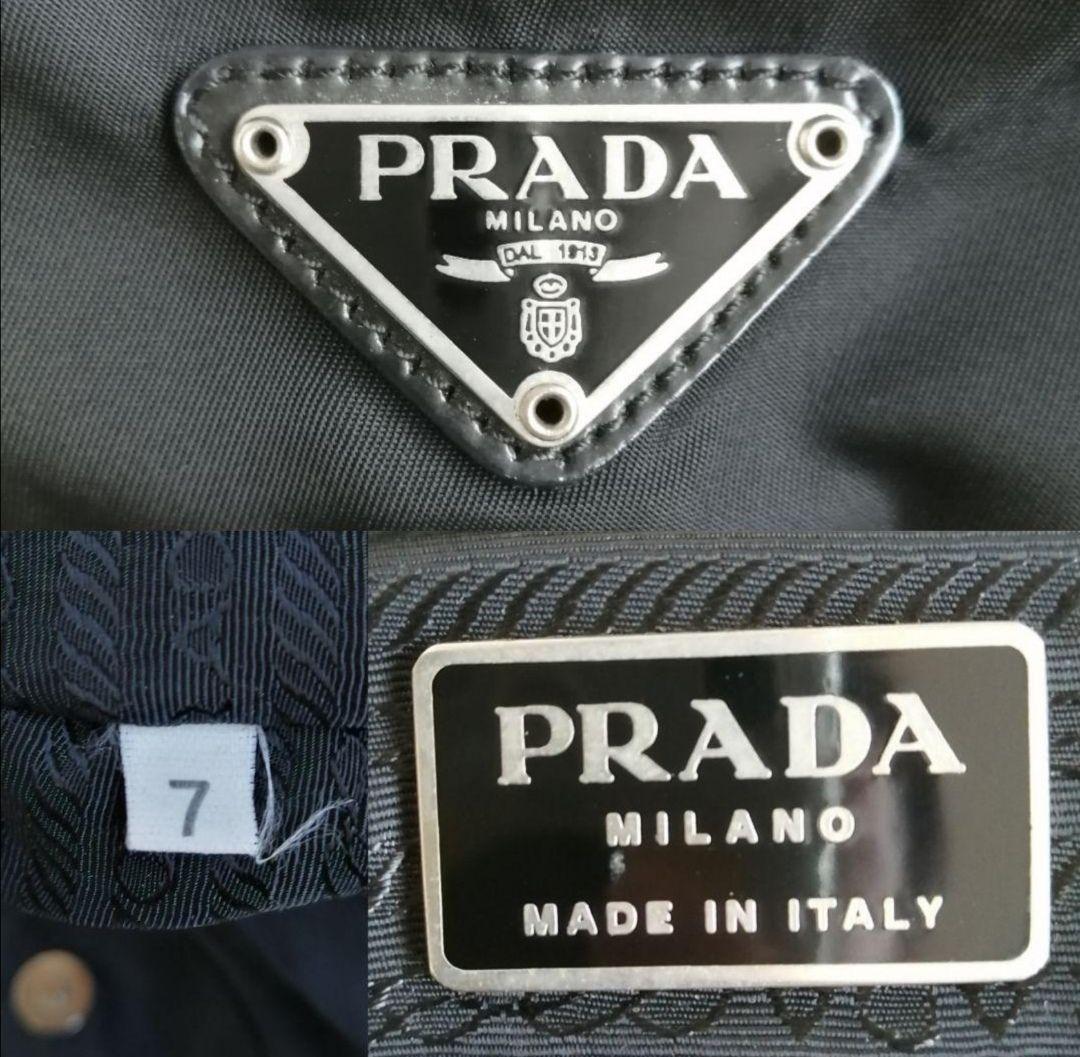 PRADA
MILANO
DAL 1913
7
PRADA
MILANO
MADE IN ITALY